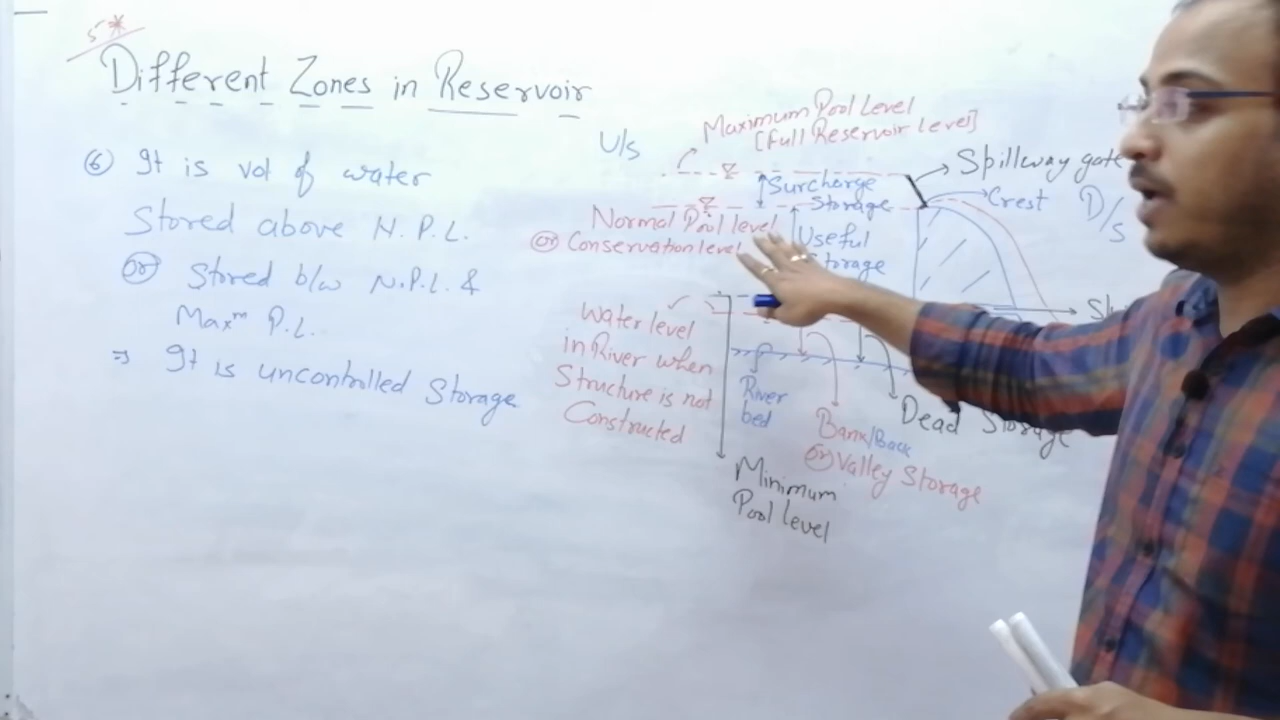 5*
Different Zones in Reservoir
⑥ It is vol of water
Stored above N.P.L.
or Stored b/w N.P.L. &
Maxᵐ P.L.
⇒ It is uncontrolled Storage
U/s
Maximum Pool Level
[Full Reservoir level]
Spillway gate
Surcharge
Storage
Crest
D/s
Normal Pool level
or Conservation level
Useful
Storage
Water level
in River when
Structure is not
Constructed
River
bed
Bank/Back
or Valley Storage
Dead Storage
Minimum
Pool level